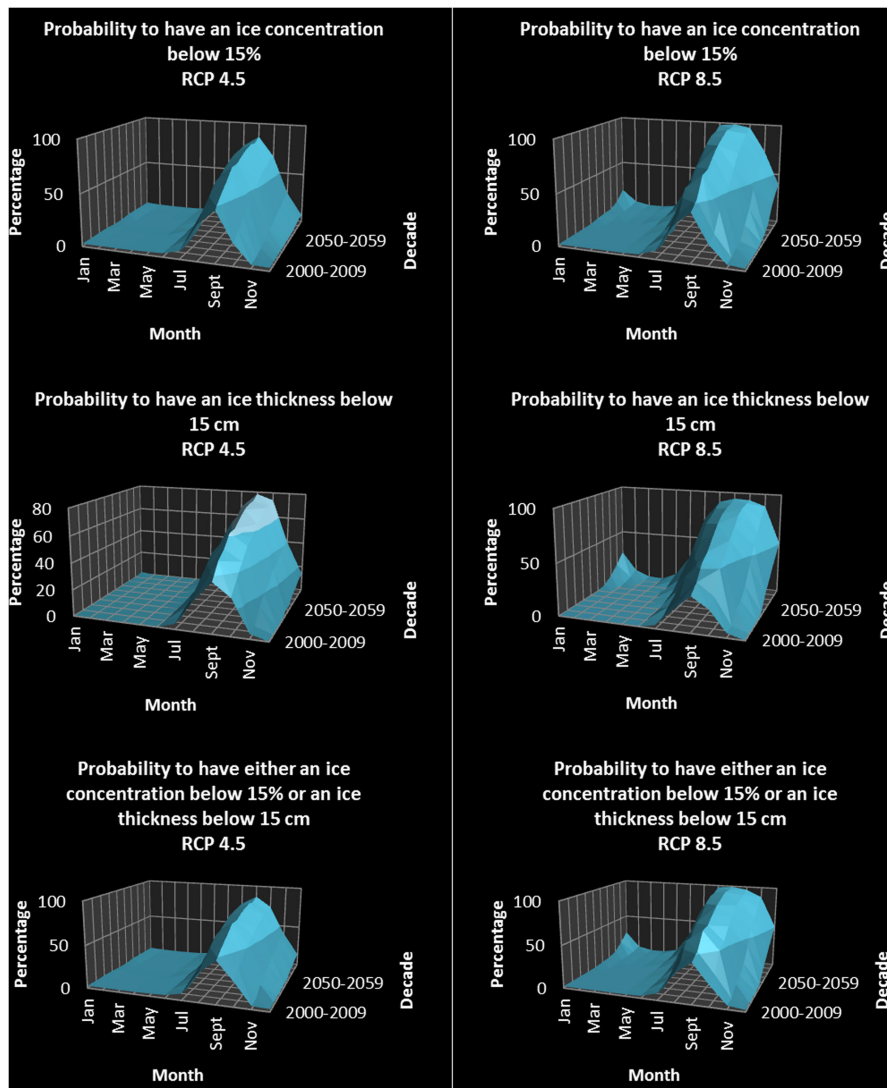 Probability to have an ice concentration
below 15%
RCP 4.5
100
50
0
Percentage
Jan
Mar
May
Jul
Sept
Nov
Month
2050-2059
2000-2009
Decade
Probability to have an ice concentration
below 15%
RCP 8.5
100
50
0
Percentage
Jan
Mar
May
Jul
Sept
Nov
Month
2050-2059
2000-2009
Decade
Probability to have an ice thickness below
15 cm
RCP 4.5
80
60
40
20
0
Percentage
Jan
Mar
May
Jul
Sept
Nov
Month
2050-2059
2000-2009
Decade
Probability to have an ice thickness below
15 cm
RCP 8.5
100
50
0
Percentage
Jan
Mar
May
Jul
Sept
Nov
Month
2050-2059
2000-2009
Decade
Probability to have either an ice
concentration below 15% or an ice
thickness below 15 cm
RCP 4.5
100
50
0
Percentage
Jan
Mar
May
Jul
Sept
Nov
Month
2050-2059
2000-2009
Decade
Probability to have either an ice
concentration below 15% or an ice
thickness below 15 cm
RCP 8.5
100
50
0
Percentage
Jan
Mar
May
Jul
Sept
Nov
Month
2050-2059
2000-2009
Decade